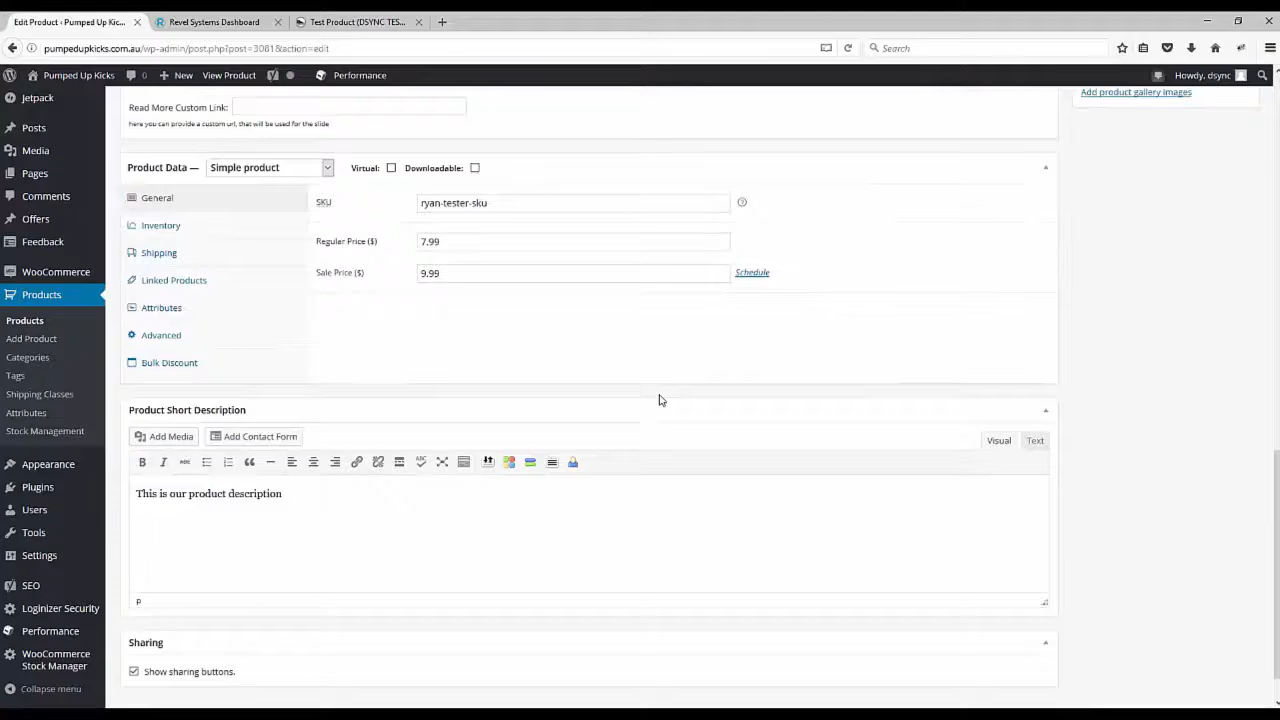 Edit Product ‹ Pumped Up Kic...
Revel Systems Dashboard
Test Product (DSYNC TES...
pumpedupkicks.com.au/wp-admin/post.php?post=30818&action=edit
Search
Pumped Up Kicks
0
New
View Product
Performance
Howdy, dsync
Jetpack
Posts
Media
Pages
Comments
Offers
Feedback
WooCommerce
Products
Products
Add Product
Categories
Tags
Shipping Classes
Attributes
Stock Management
Appearance
Plugins
Users
Tools
Settings
SEO
Loginizer Security
Performance
WooCommerce
Stock Manager
Collapse menu
Read More Custom Link:
here you can provide a custom url, that will be used for the slide
Add product gallery images
Product Data — Simple product Virtual: Downloadable:
General
Inventory
Shipping
Linked Products
Attributes
Advanced
Bulk Discount
SKU ryan-tester-sku
Regular Price ($) 7.99
Sale Price ($) 9.99 Schedule
Product Short Description
Add Media
Add Contact Form
Visual
Text
B I ABC
This is our product description
P
Sharing
Show sharing buttons.